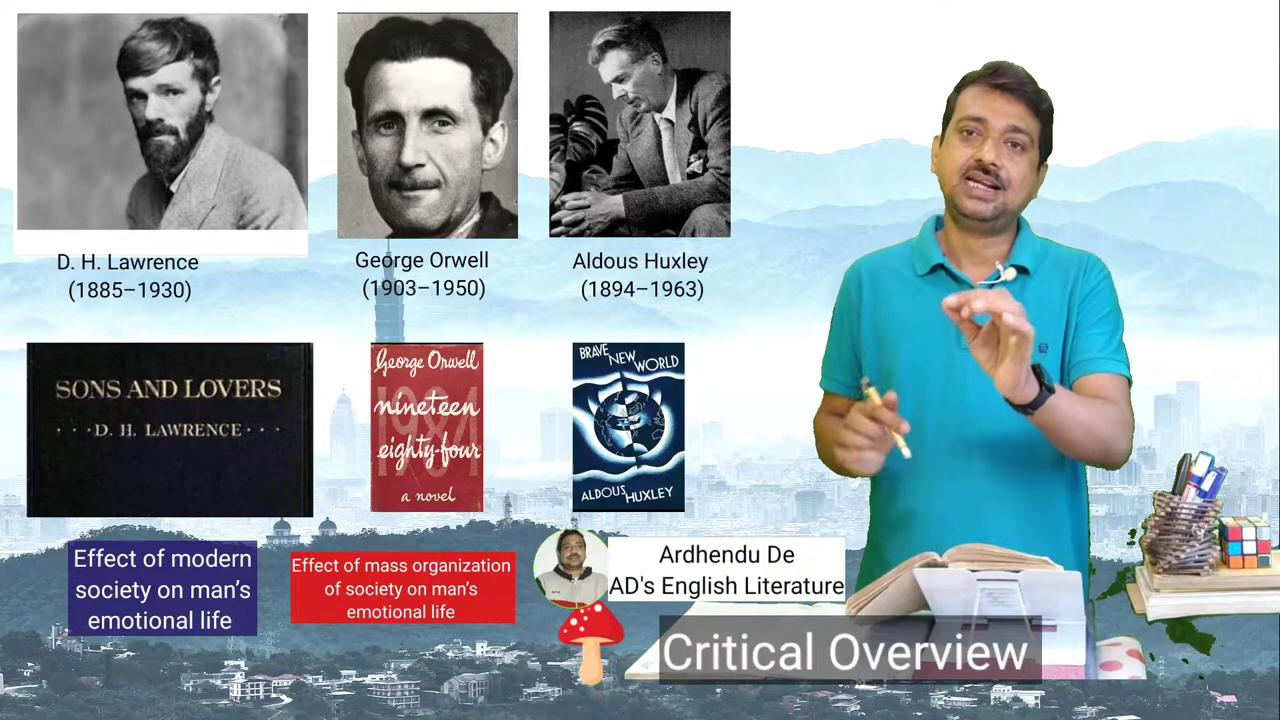 D. H. Lawrence
(1885–1930)
George Orwell
(1903–1950)
Aldous Huxley
(1894–1963)
SONS AND LOVERS
· · · D. H. LAWRENCE · · ·
George Orwell
1984
nineteen
eighty-four
a novel
BRAVE NEW WORLD
ALDOUS HUXLEY
Effect of modern
society on man's
emotional life
Effect of mass organization
of society on man's
emotional life
Ardhendu De
AD's English Literature
Critical Overview